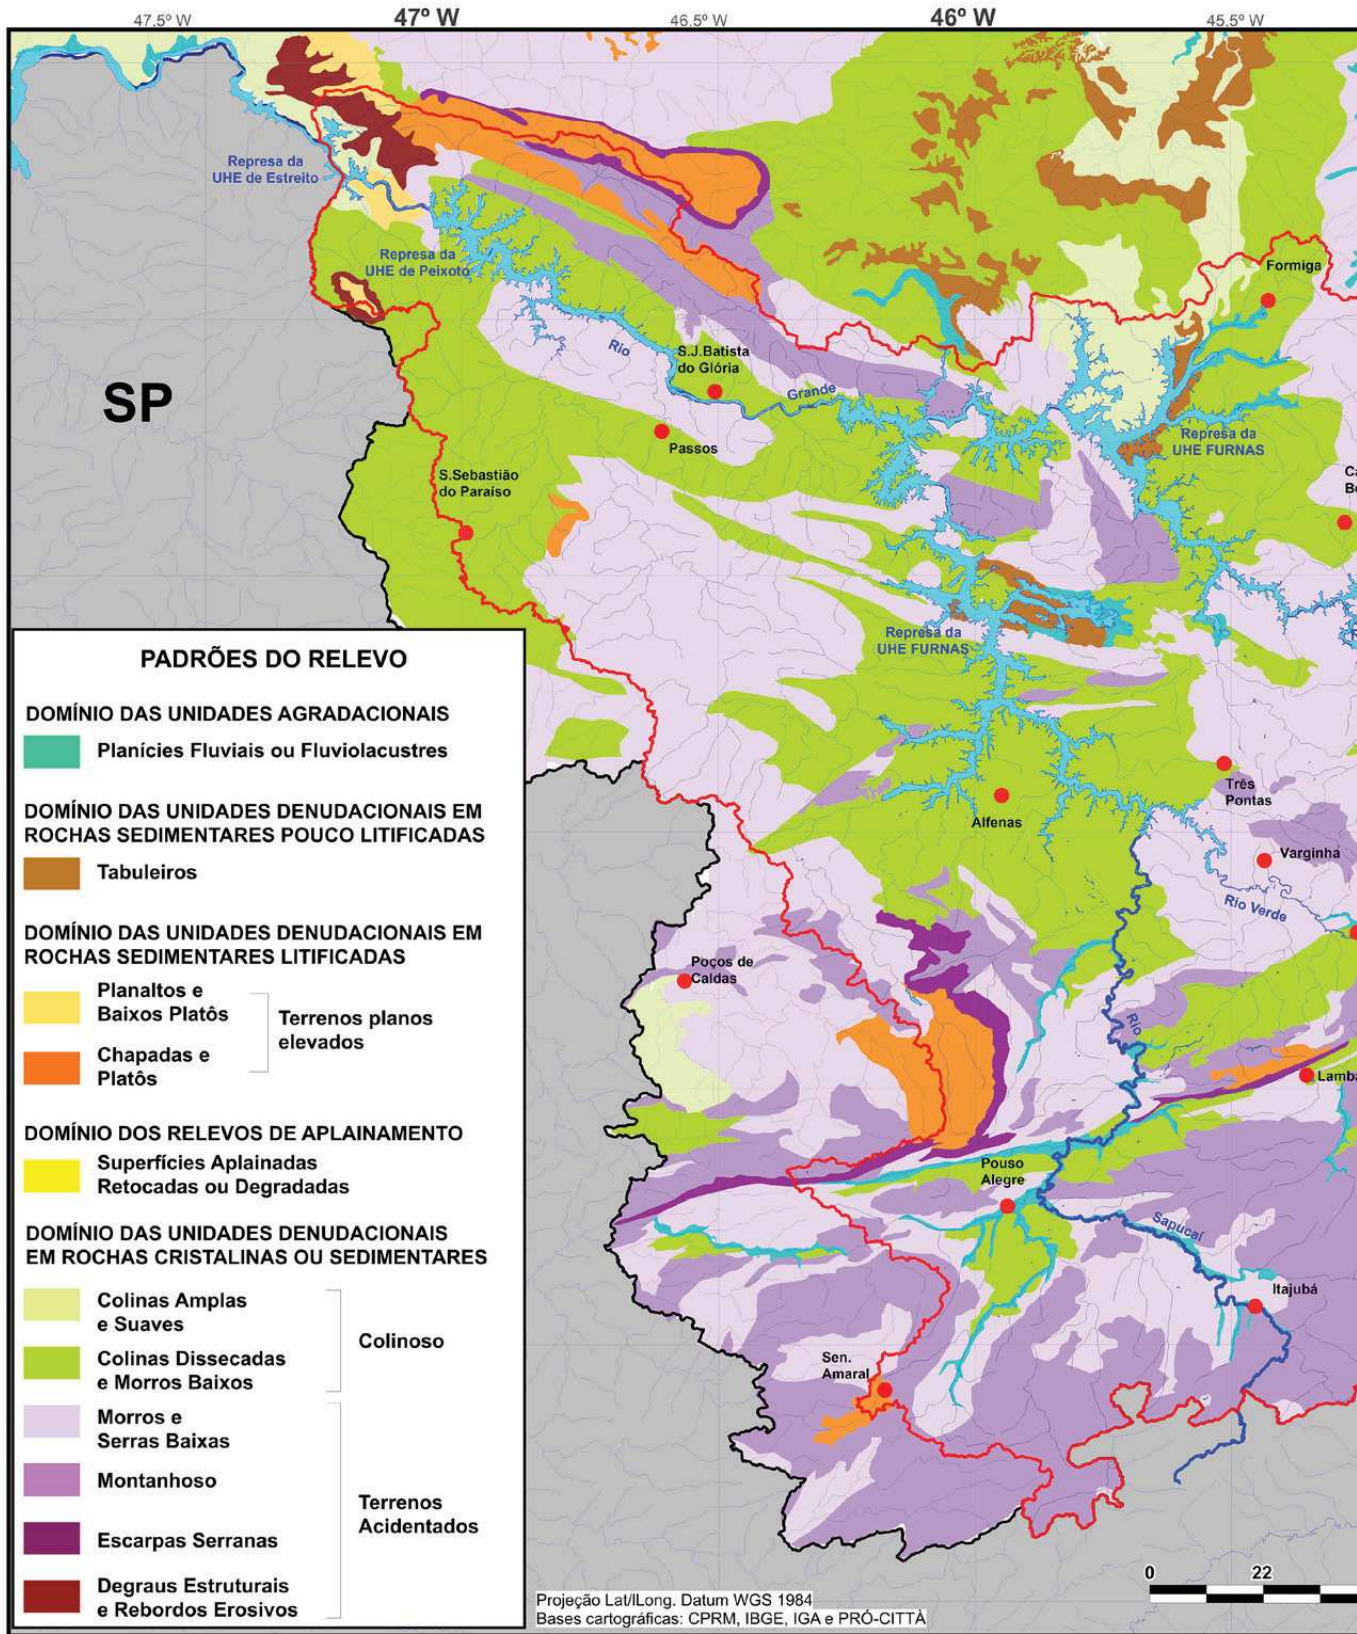 47.5º W
47º W
46.5º W
46º W
45.5º W
Represa da
UHE de Estreito
Represa da
UHE de Peixoto
Formiga
SP
Rio
S.J.Batista
do Glória
Grande
Passos
Represa da
UHE FURNAS
S.Sebastião
do Paraíso
Represa da
UHE FURNAS
Três
Pontas
Alfenas
Varginha
Rio Verde
Poços de
Caldas
Rio
Lamba
Pouso
Alegre
Sapucaí
Itajubá
Sen.
Amaral
PADRÕES DO RELEVO
DOMÍNIO DAS UNIDADES AGRADACIONAIS
Planícies Fluviais ou Fluviolacustres
DOMÍNIO DAS UNIDADES DENUDACIONAIS EM
ROCHAS SEDIMENTARES POUCO LITIFICADAS
Tabuleiros
DOMÍNIO DAS UNIDADES DENUDACIONAIS EM
ROCHAS SEDIMENTARES LITIFICADAS
Planaltos e
Baixos Platôs
Terrenos planos
elevados
Chapadas e
Platôs
DOMÍNIO DOS RELEVOS DE APLAINAMENTO
Superfícies Aplainadas
Retocadas ou Degradadas
DOMÍNIO DAS UNIDADES DENUDACIONAIS
EM ROCHAS CRISTALINAS OU SEDIMENTARES
Colinas Amplas
e Suaves
Colinoso
Colinas Dissecadas
e Morros Baixos
Morros e
Serras Baixas
Montanhoso
Terrenos
Acidentados
Escarpas Serranas
Degraus Estruturais
e Rebordos Erosivos
Projeção Lat/lLong. Datum WGS 1984
Bases cartográficas: CPRM, IBGE, IGA e PRÓ-CITTÀ
0
22